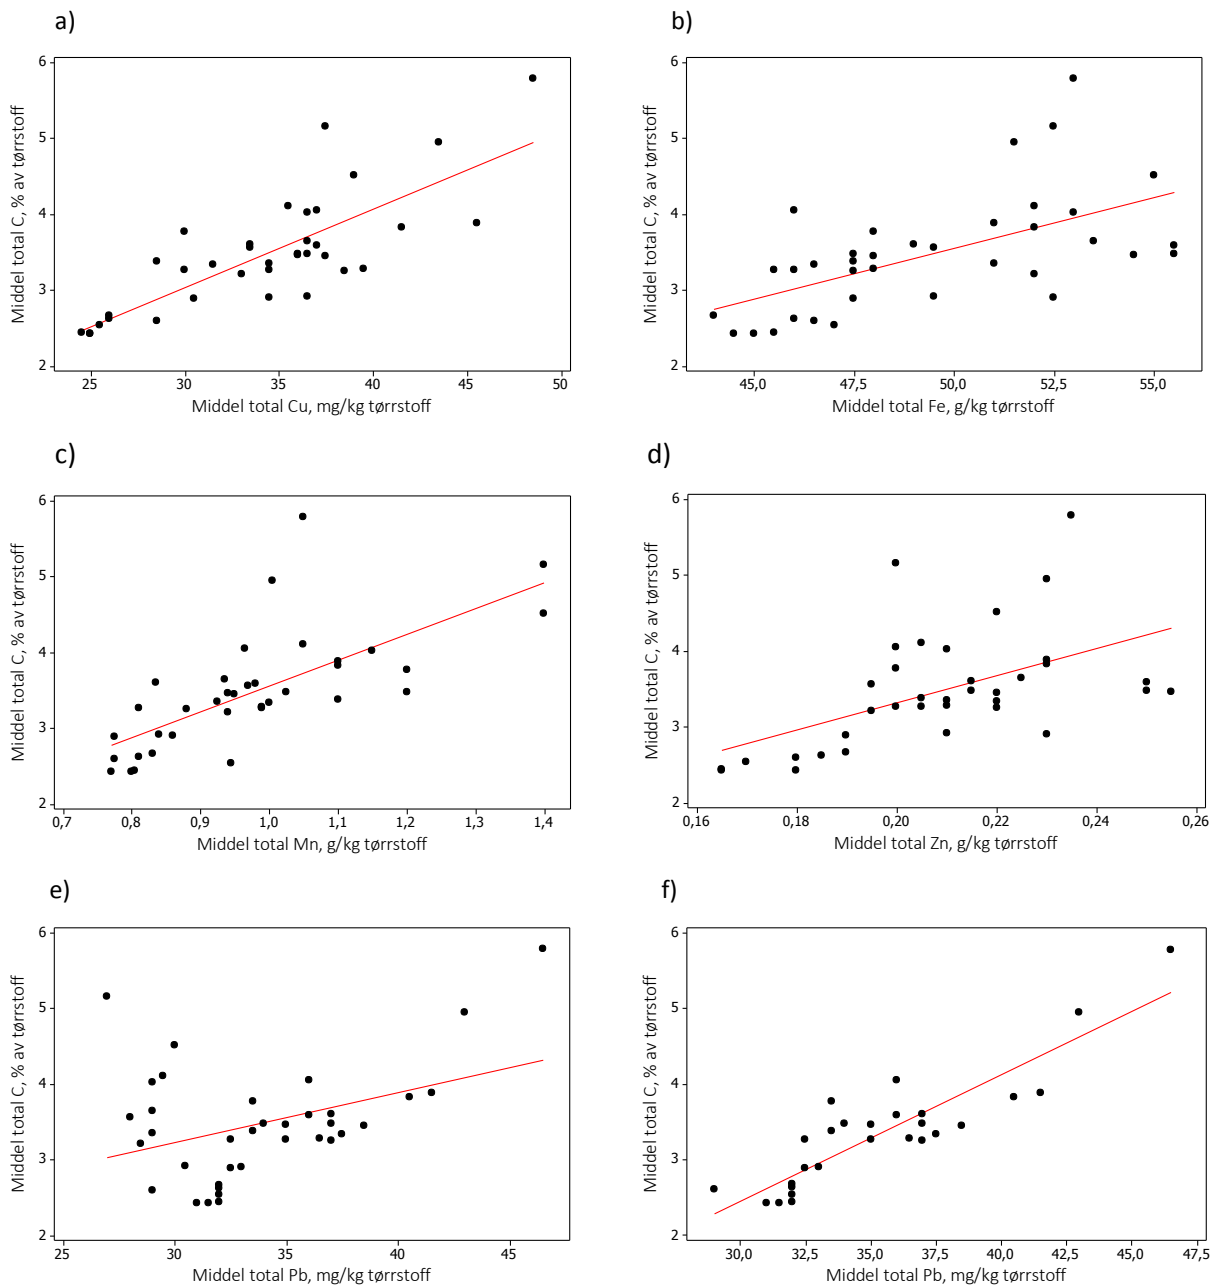 a)
Middel total C, % av tørrstoff
6
5
4
3
2
25 30 35 40 45 50
Middel total Cu, mg/kg tørrstoff
b)
Middel total C, % av tørrstoff
6
5
4
3
2
45,0 47,5 50,0 52,5 55,0
Middel total Fe, g/kg tørrstoff
c)
Middel total C, % av tørrstoff
6
5
4
3
2
0,7 0,8 0,9 1,0 1,1 1,2 1,3 1,4
Middel total Mn, g/kg tørrstoff
d)
Middel total C, % av tørrstoff
6
5
4
3
2
0,16 0,18 0,20 0,22 0,24 0,26
Middel total Zn, g/kg tørrstoff
e)
Middel total C, % av tørrstoff
6
5
4
3
2
25 30 35 40 45
Middel total Pb, mg/kg tørrstoff
f)
Middel total C, % av tørrstoff
6
5
4
3
2
30,0 32,5 35,0 37,5 40,0 42,5 45,0 47,5
Middel total Pb, mg/kg tørrstoff